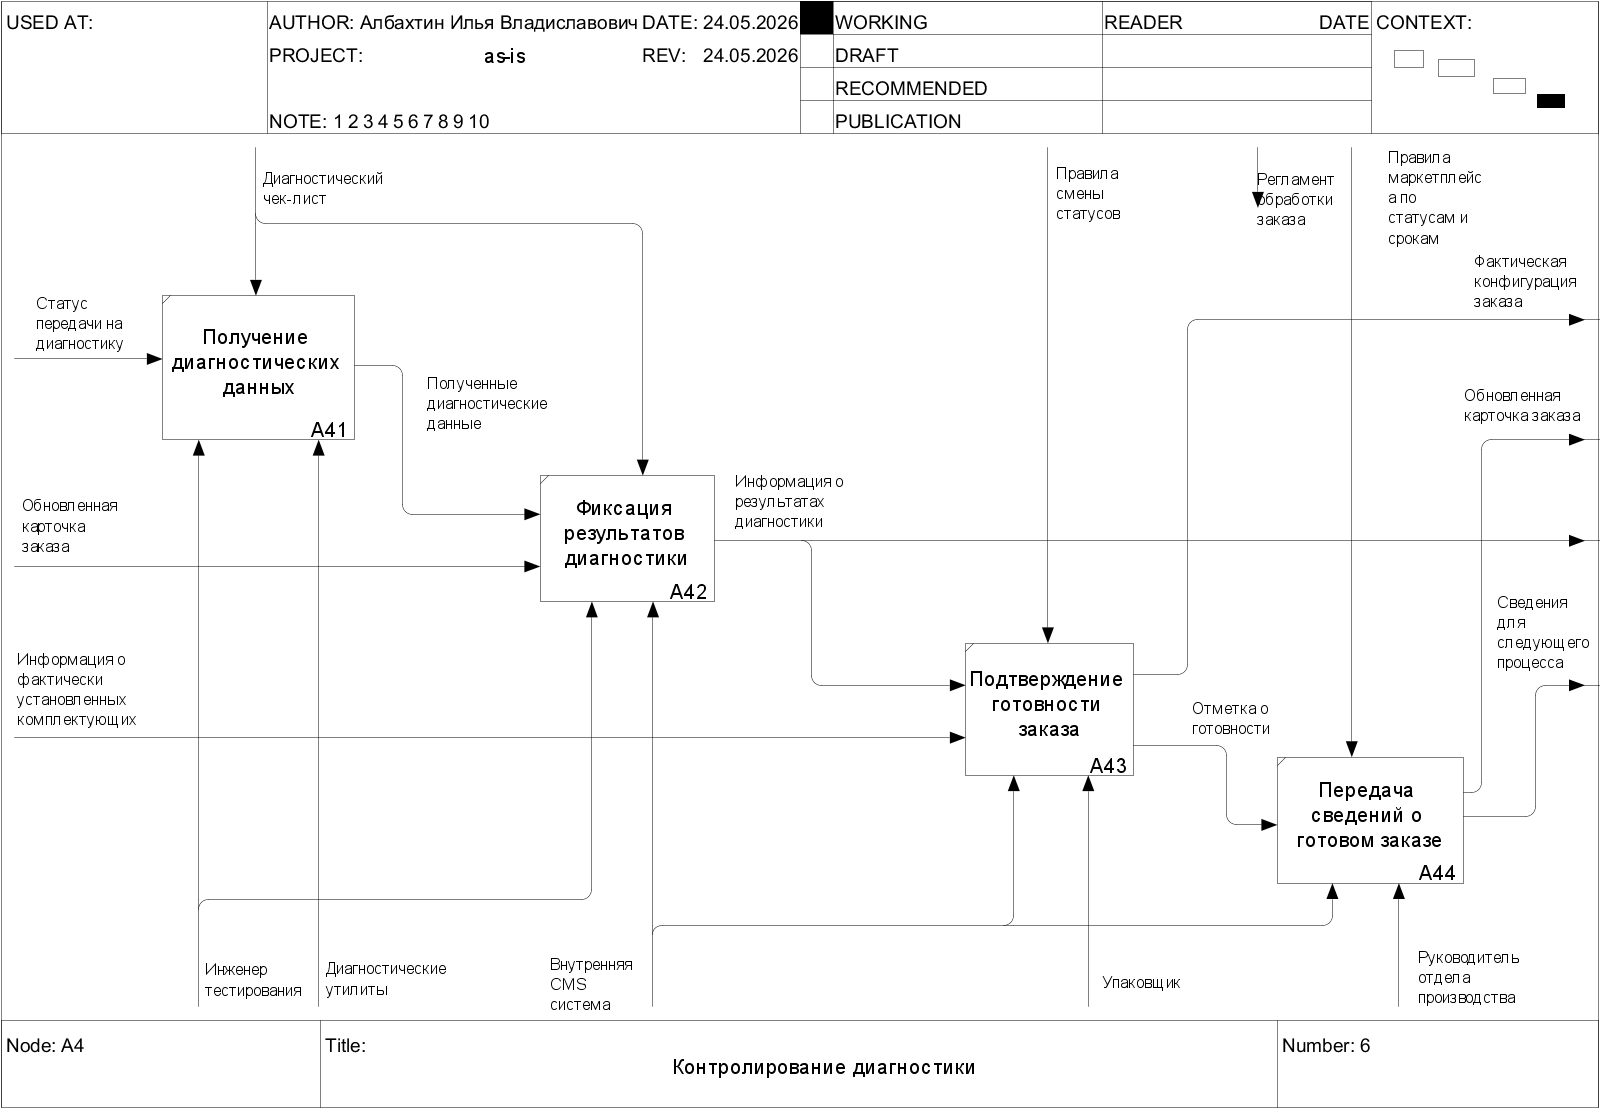 USED AT:
AUTHOR: Албахтин Илья Владиславович
DATE: 24.05.2026
PROJECT:
as-is
REV: 24.05.2026
NOTE: 1 2 3 4 5 6 7 8 9 10
WORKING
DRAFT
RECOMMENDED
PUBLICATION
READER
DATE
CONTEXT:
Диагностический
чек-лист
Правила
смены
статусов
Регламент
обработки
заказа
Правила
маркетплейс
а по
статусам и
срокам
Фактическая
конфигурация
заказа
Статус
передачи на
диагностику
Получение
диагностических
данных
A41
Полученные
диагностические
данные
Обновленная
карточка заказа
Обновленная
карточка
заказа
Фиксация
результатов
диагностики
A42
Информация о
результатах
диагностики
Сведения
для
следующего
процесса
Информация о
фактически
установленных
комплектующих
Подтверждение
готовности
заказа
A43
Отметка о
готовности
Передача
сведений о
готовом заказе
A44
Инженер
тестирования
Диагностические
утилиты
Внутренняя
CMS
система
Упаковщик
Руководитель
отдела
производства
Node: A4
Title:
Контролирование диагностики
Number: 6